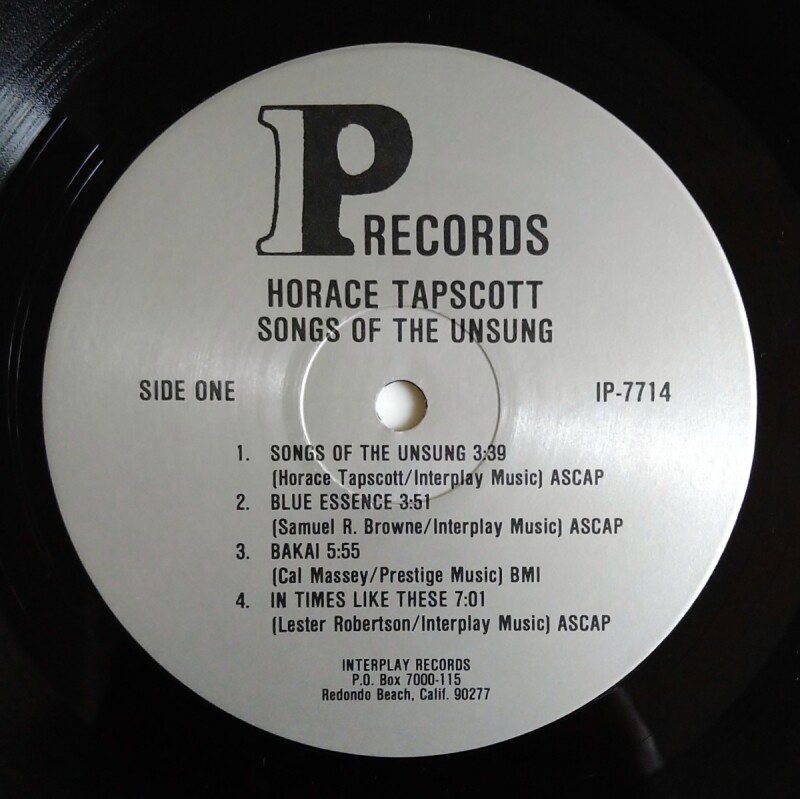 IP RECORDS
HORACE TAPSCOTT
SONGS OF THE UNSUNG
SIDE ONE IP-7714
1. SONGS OF THE UNSUNG 3:39
(Horace Tapscott/Interplay Music) ASCAP
2. BLUE ESSENCE 3:51
(Samuel R. Browne/Interplay Music) ASCAP
3. BAKAI 5:55
(Cal Massey/Prestige Music) BMI
4. IN TIMES LIKE THESE 7:01
(Lester Robertson/Interplay Music) ASCAP
INTERPLAY RECORDS
P.O. Box 7000-115
Redondo Beach, Calif. 90277